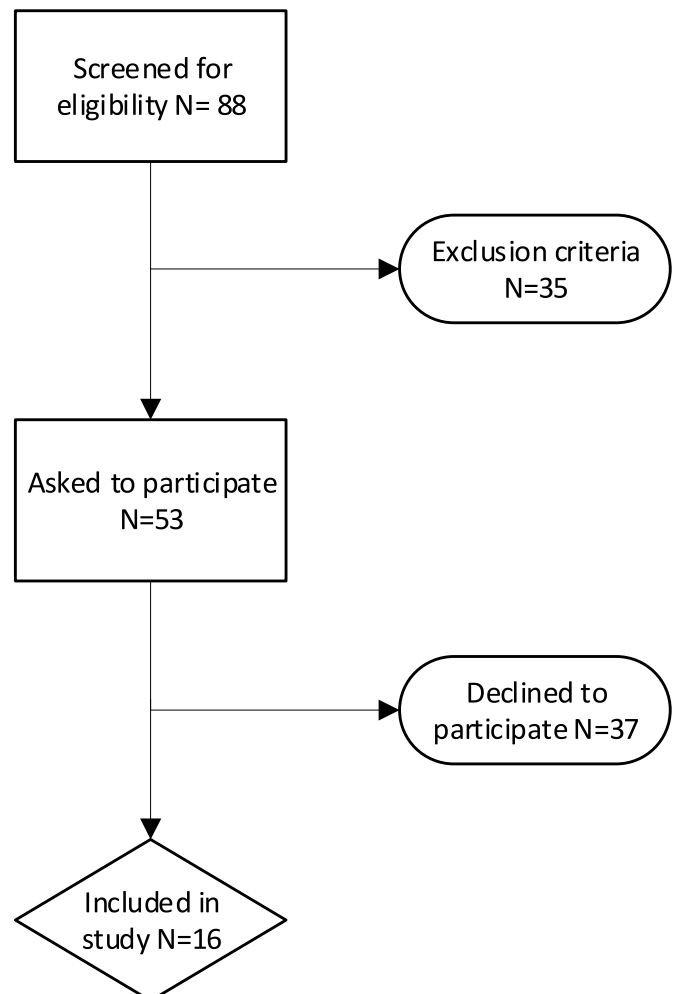 Screened for
eligibility N= 88
Exclusion criteria
N=35
Asked to participate
N=53
Declined to
participate N=37
Included in
study N=16